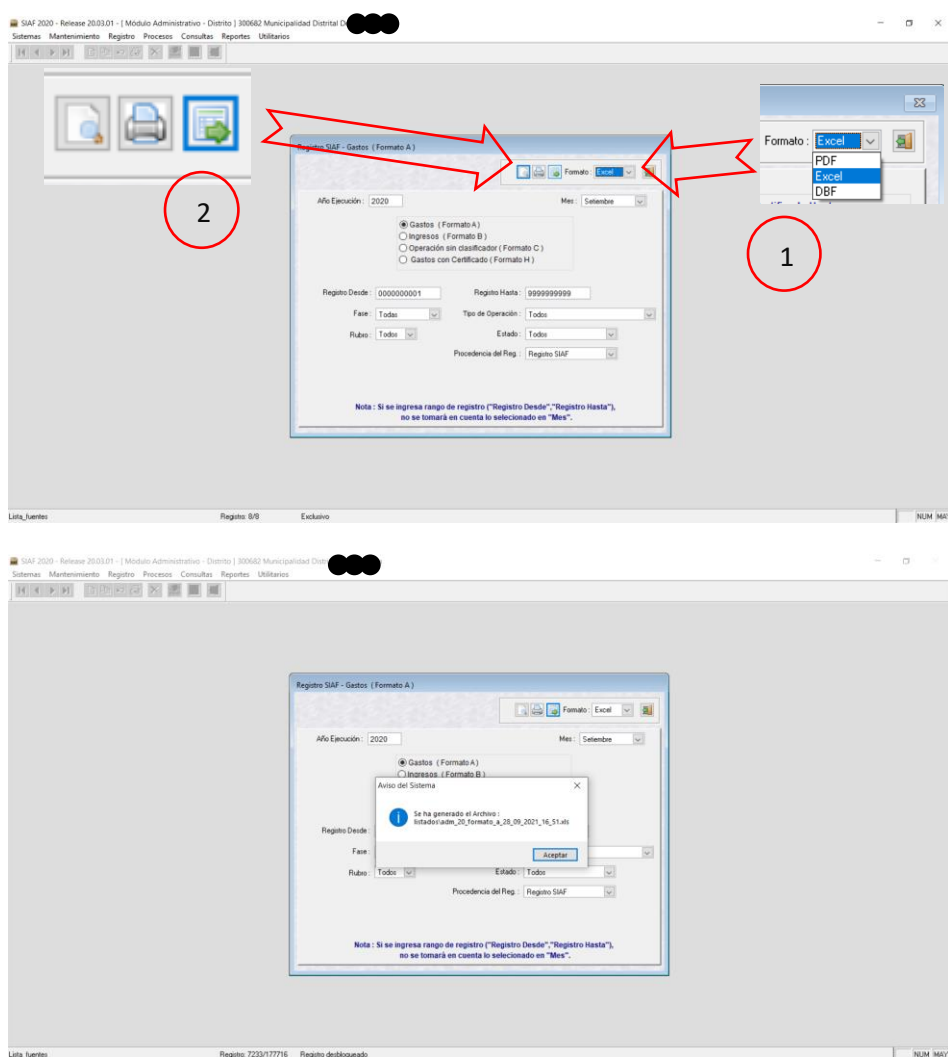 SIAF 2020 - Release 20.03.01 - [ Módulo Administrativo - Distrito ] 300682 Municipalidad Distrital D
Sistemas Mantenimiento Registro Procesos Consultas Reportes Utilitarios
Formato : Excel
PDF
Excel
DBF
2
1
Registro SIAF - Gastos ( Formato A )
Formato : Excel
Año Ejecución : 2020 Mes : Setiembre
Gastos ( Formato A )
Ingresos ( Formato B )
Operación sin clasificador ( Formato C )
Gastos con Certificado ( Formato H )
Registro Desde : 0000000001 Registro Hasta : 9999999999
Fase : Todas Tipo de Operación : Todos
Rubro : Todos Estado : Todos
Procedencia del Reg. : Registro SIAF
Nota : Si se ingresa rango de registro ("Registro Desde","Registro Hasta"),
no se tomará en cuenta lo selecionado en "Mes".
Lista_fuentes Registro: 8/8 Exclusivo NUM MAY
SIAF 2020 - Release 20.03.01 - [ Módulo Administrativo - Distrito ] 300682 Municipalidad Distr
Sistemas Mantenimiento Registro Procesos Consultas Reportes Utilitarios
Registro SIAF - Gastos ( Formato A )
Formato : Excel
Año Ejecución : 2020 Mes : Setiembre
Gastos ( Formato A )
Ingresos ( Formato B )
Aviso del Sistema
Se ha generado el Archivo :
listados\adm_20_formato_a_28_09_2021_16_51.xls
Aceptar
Registro Desde :
Fase :
Rubro : Todos Estado : Todos
Procedencia del Reg. : Registro SIAF
Nota : Si se ingresa rango de registro ("Registro Desde","Registro Hasta"),
no se tomará en cuenta lo selecionado en "Mes".
Lista_fuentes Registro: 7233/177716 Registro desbloqueado NUM MAY